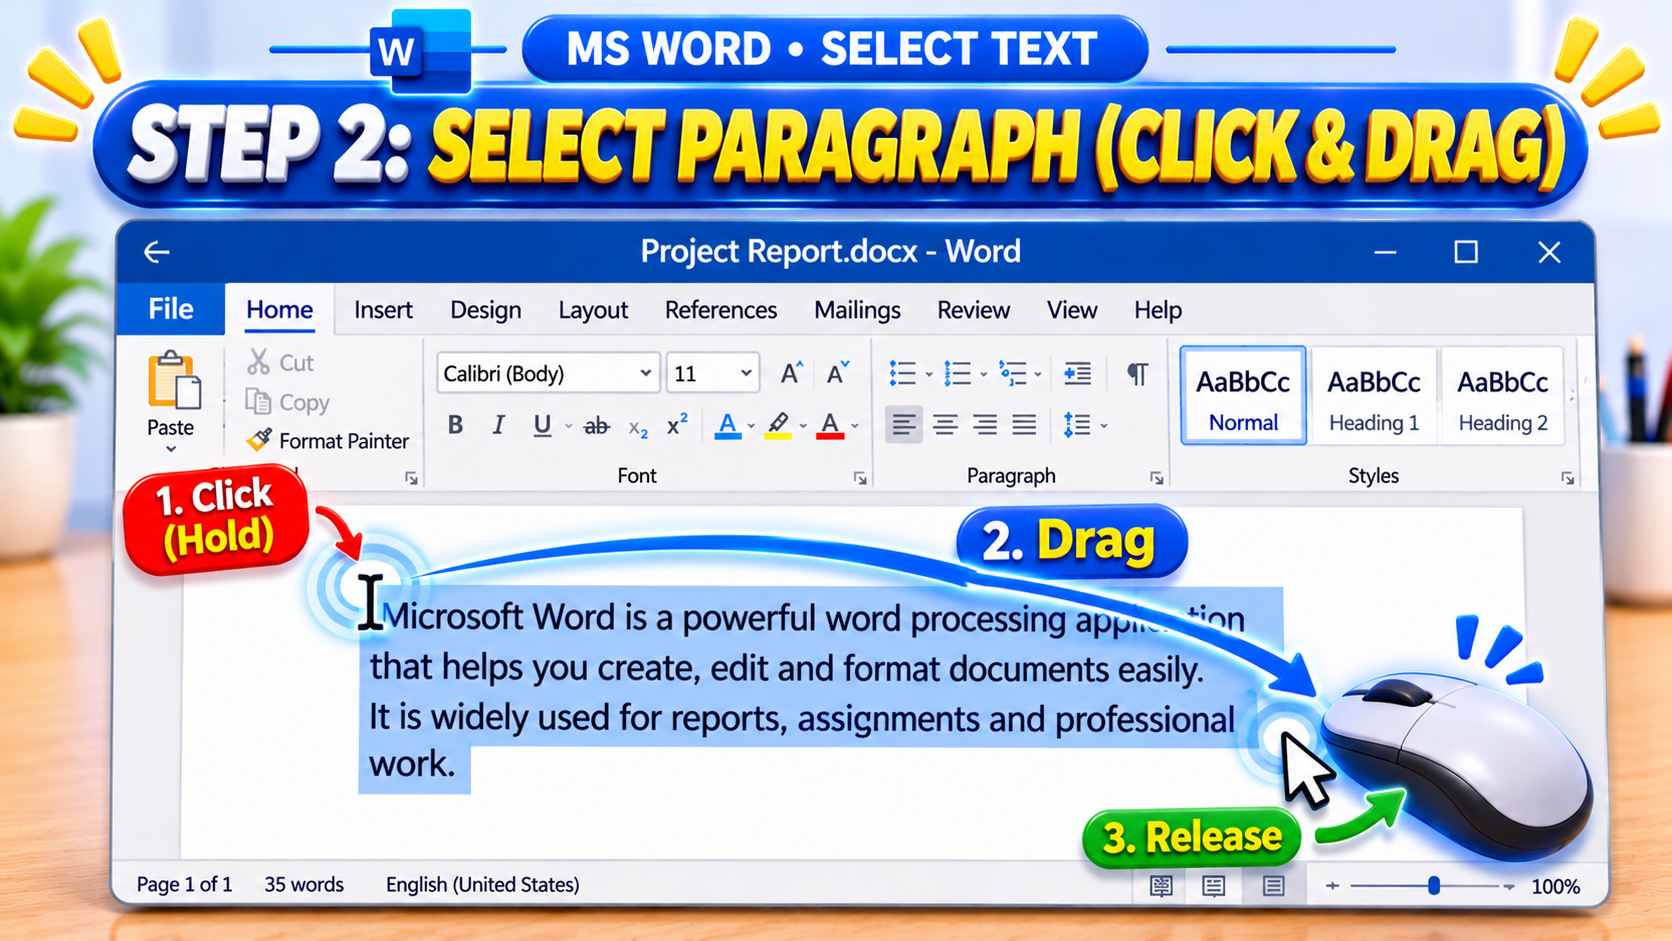 W
MS WORD • SELECT TEXT
STEP 2: SELECT PARAGRAPH (CLICK & DRAG)
Project Report.docx - Word
File Home Insert Design Layout References Mailings Review View Help
Paste
Cut
Copy
Format Painter
Calibri (Body) 11 A A
B I U ab x2 x2 A A
Font
Paragraph
AaBbCc AaBbCc AaBbCc
Normal Heading 1 Heading 2
Styles
1. Click
(Hold)
2. Drag
Microsoft Word is a powerful word processing application
that helps you create, edit and format documents easily.
It is widely used for reports, assignments and professional
work.
3. Release
Page 1 of 1 35 words English (United States) 100%